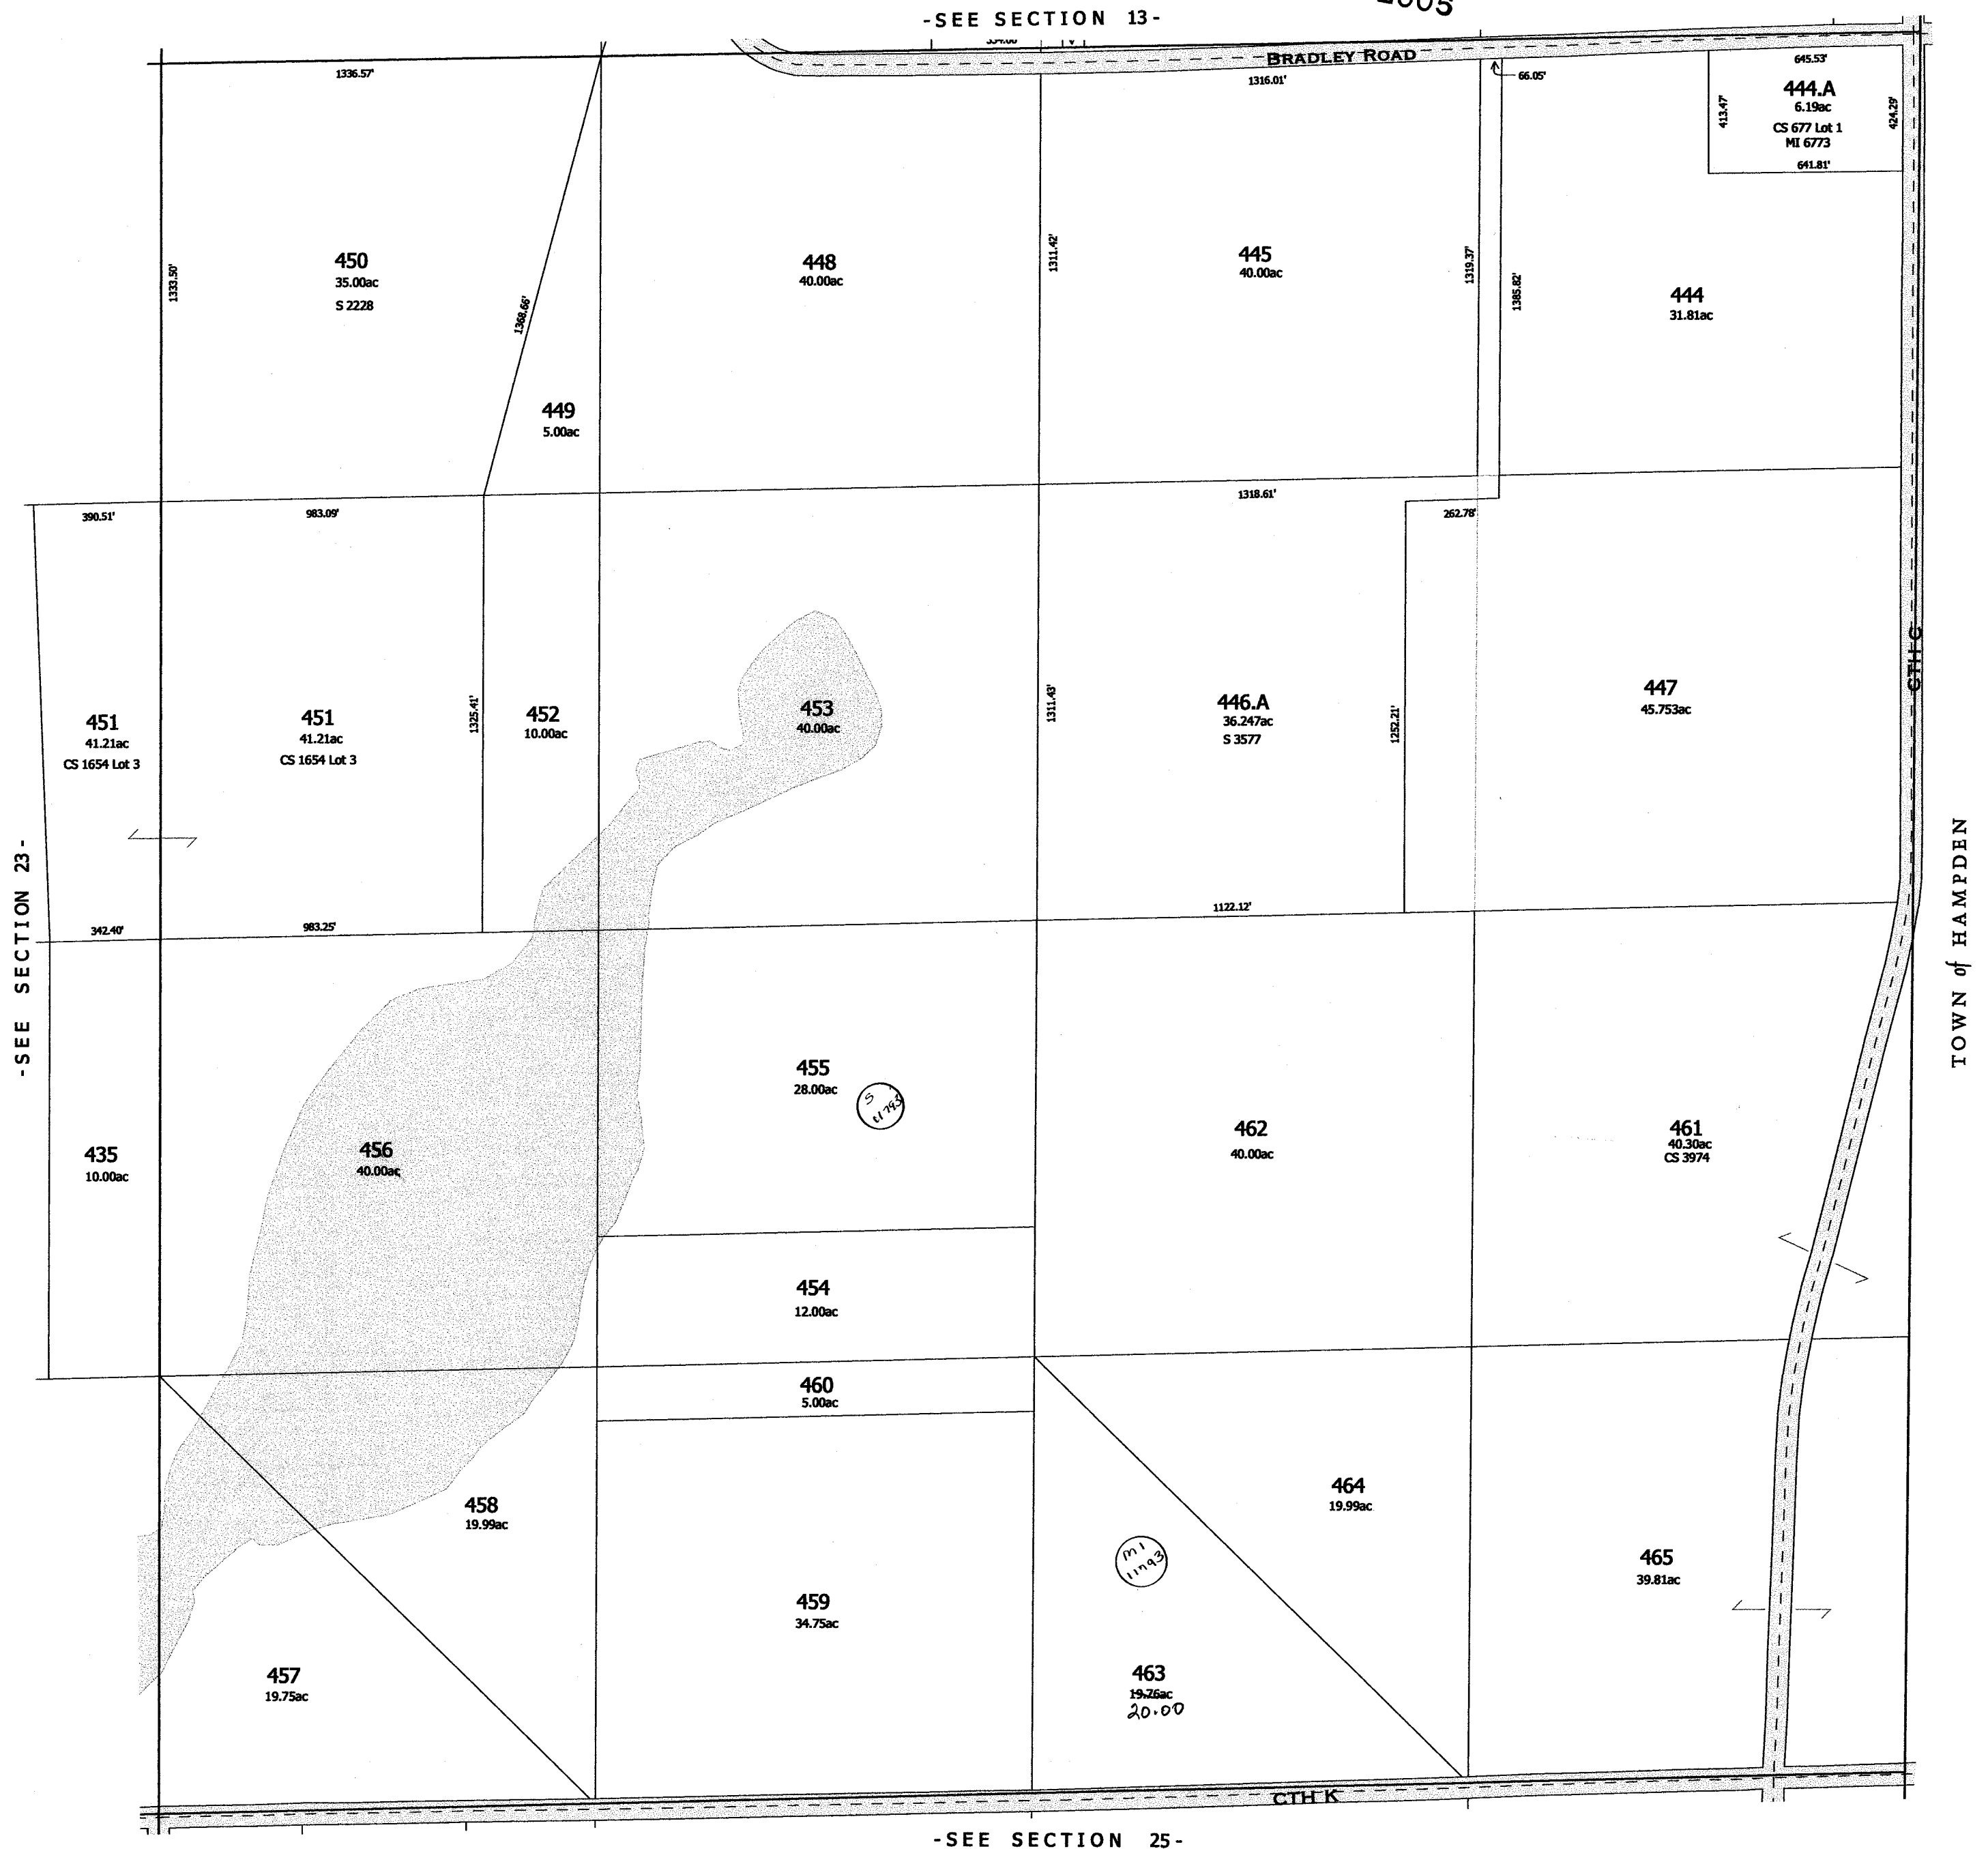 -SEE SECTION 13-
2005
BRADLEY ROAD
1336.57'
1316.01'
66.05'
645.53'
444.A
6.19ac
CS 677 Lot 1
MI 6773
413.47'
424.29'
641.81'
450
35.00ac
S 2228
1333.50'
1368.66'
448
40.00ac
1311.42'
445
40.00ac
1319.37'
1385.82'
444
31.81ac
449
5.00ac
390.51'
983.09'
1318.61'
262.78'
CTH C
451
41.21ac
CS 1654 Lot 3
451
41.21ac
CS 1654 Lot 3
1325.41'
452
10.00ac
453
40.00ac
1311.43'
446.A
36.247ac
S 3577
1252.21'
447
45.753ac
-SEE SECTION 23-
TOWN of HAMPDEN
342.40'
983.25'
1122.12'
435
10.00ac
456
40.00ac
455
28.00ac
S
462
40.00ac
461
40.30ac
CS 3974
454
12.00ac
460
5.00ac
458
19.99ac
464
19.99ac
MI
11793
465
39.81ac
459
34.75ac
457
19.75ac
463
19.76ac
20.00
CTH K
-SEE SECTION 25-